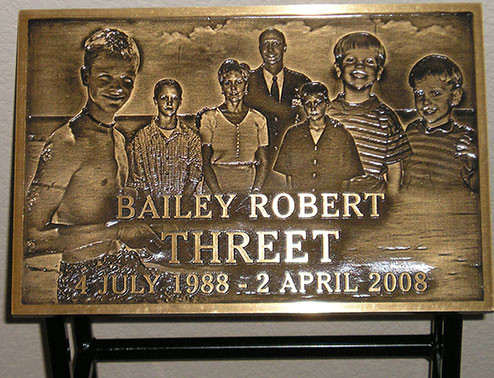 BAILEY ROBERT
THREET
4 JULY 1988 - 2 APRIL 2008